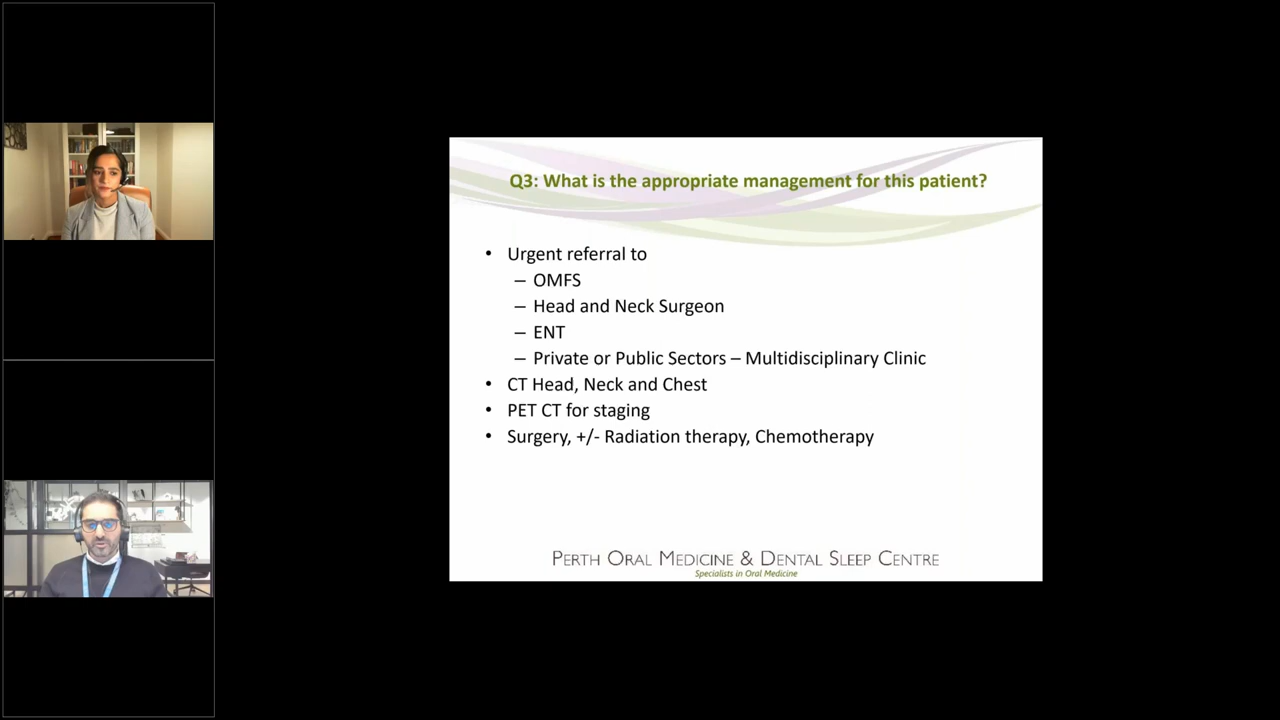 Q3: What is the appropriate management for this patient?
• Urgent referral to
– OMFS
– Head and Neck Surgeon
– ENT
– Private or Public Sectors – Multidisciplinary Clinic
• CT Head, Neck and Chest
• PET CT for staging
• Surgery, +/- Radiation therapy, Chemotherapy
PERTH ORAL MEDICINE & DENTAL SLEEP CENTRE
Specialists in Oral Medicine